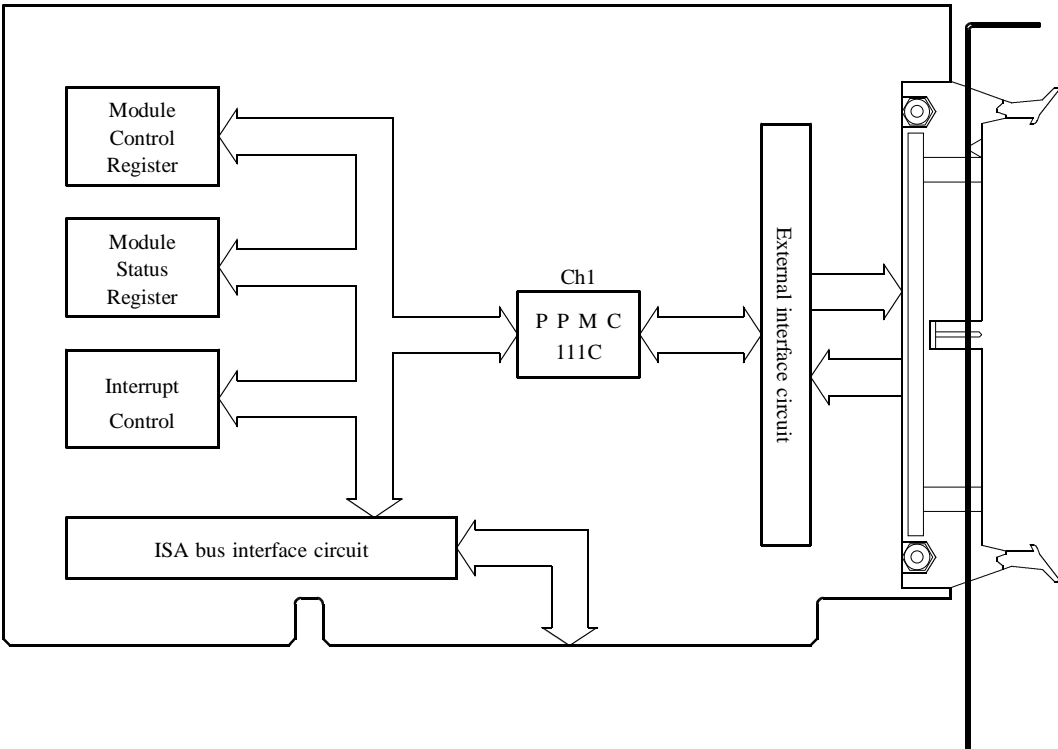 Module
Control
Register
Module
Status
Register
Interrupt
Control
ISA bus interface circuit
Ch1
P P M C
111C
External interface circuit